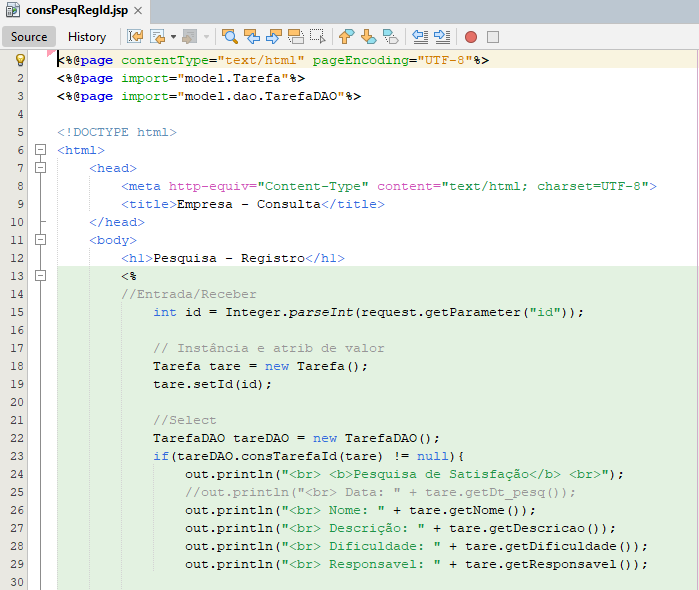 consPesqRegId.jsp
Source History
<%@page contentType="text/html" pageEncoding="UTF-8"%>
2 <%@page import="model.Tarefa"%>
3 <%@page import="model.dao.TarefaDAO"%>
4
5 <!DOCTYPE html>
6 <html>
7 <head>
8 <meta http-equiv="Content-Type" content="text/html; charset=UTF-8">
9 <title>Empresa - Consulta</title>
10 </head>
11 <body>
12 <h1>Pesquisa - Registro</h1>
13 <%
14 //Entrada/Receber
15 int id = Integer.parseInt(request.getParameter("id"));
16
17 // Instância e atrib de valor
18 Tarefa tare = new Tarefa();
19 tare.setId(id);
20
21 //Select
22 TarefaDAO tareDAO = new TarefaDAO();
23 if(tareDAO.consTarefaId(tare) != null){
24 out.println("<br> <b>Pesquisa de Satisfação</b> <br>");
25 //out.println("<br> Data: " + tare.getDt_pesq());
26 out.println("<br> Nome: " + tare.getNome());
27 out.println("<br> Descrição: " + tare.getDescricao());
28 out.println("<br> Dificuldade: " + tare.getDificuldade());
29 out.println("<br> Responsavel: " + tare.getResponsavel());
30